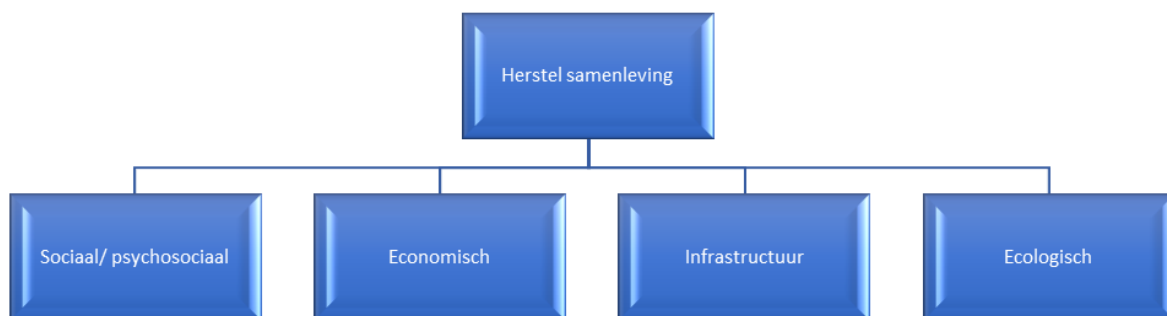 Herstel samenleving
Sociaal/ psychosociaal
Economisch
Infrastructuur
Ecologisch